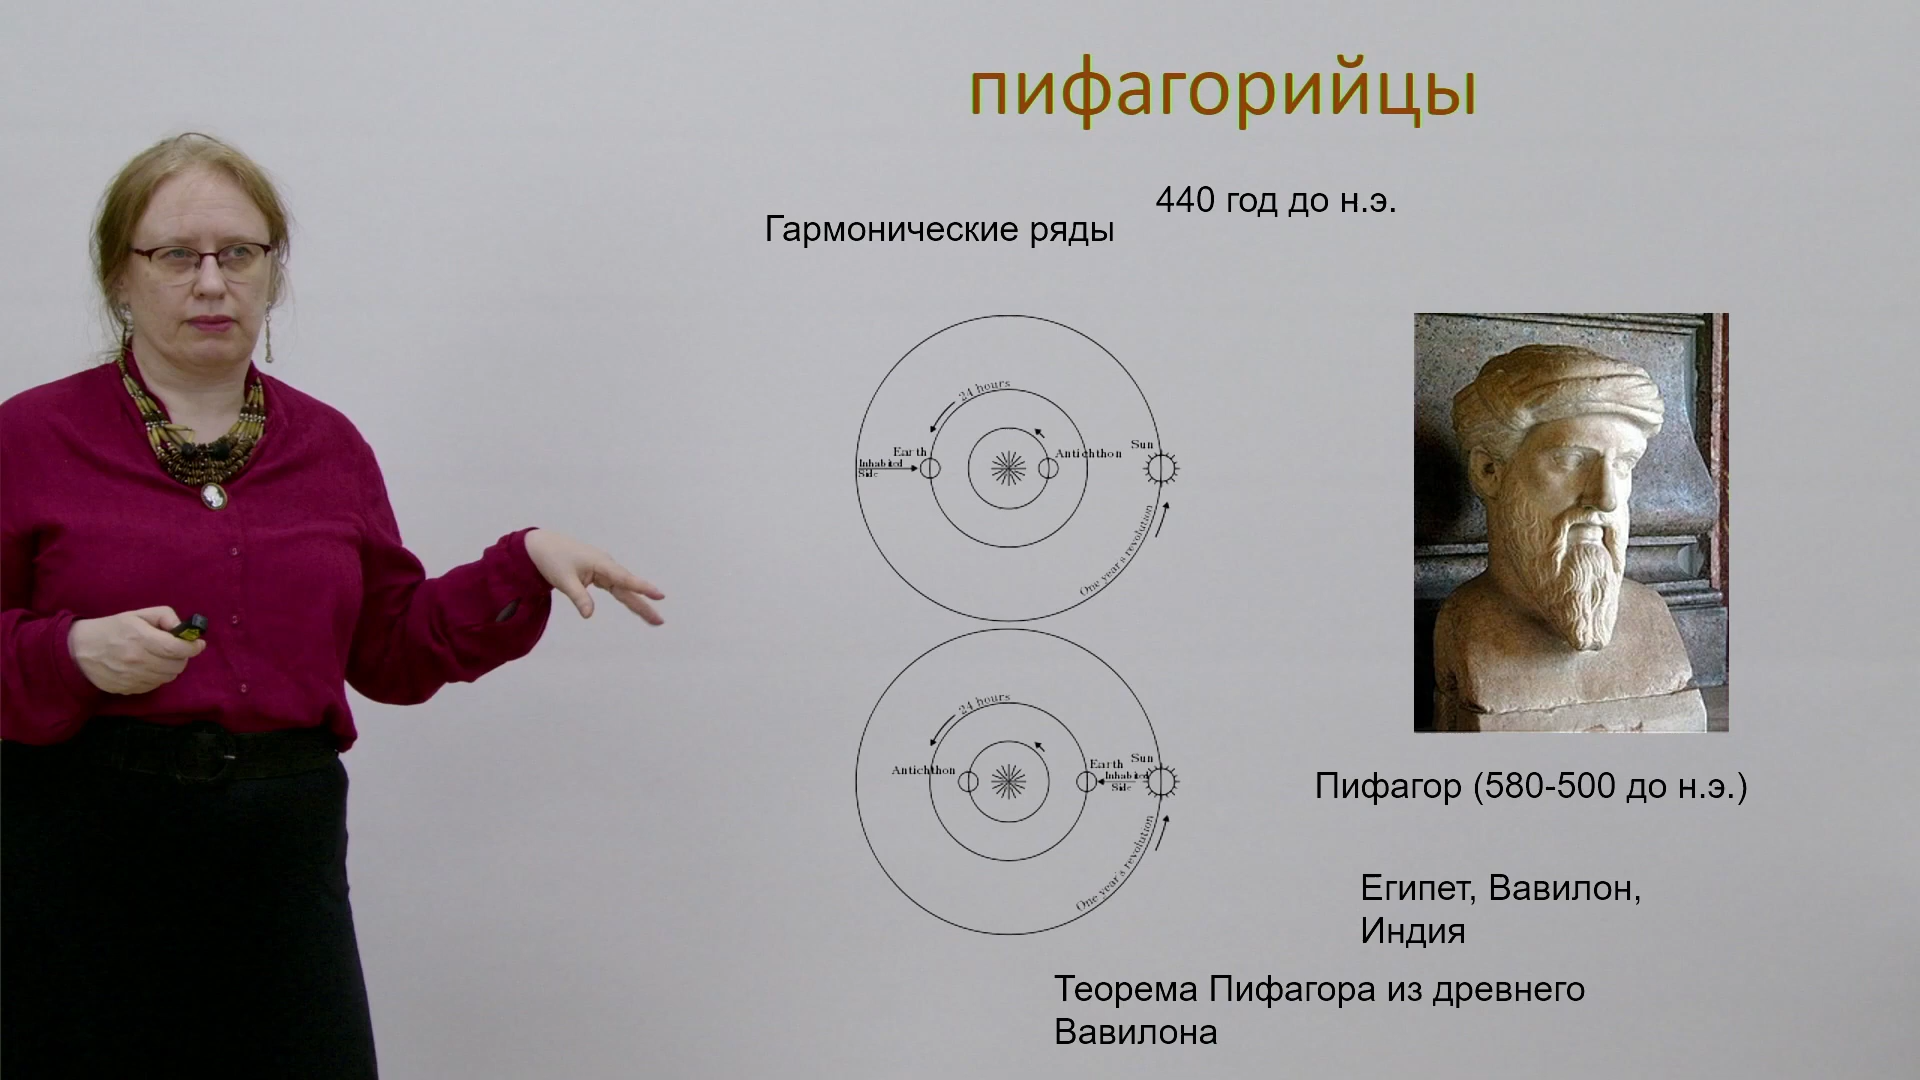 пифагорийцы
440 год до н.э.
Гармонические ряды
24 hours
Earth
Sun
Antichthon
Inhabited
Side
One year's revolution
24 hours
Antichthon
Earth
Sun
Inhabited
Side
One year's revolution
Пифагор (580-500 до н.э.)
Египет, Вавилон,
Индия
Теорема Пифагора из древнего
Вавилона